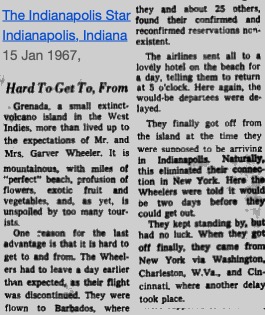 The Indianapolis Star
Indianapolis, Indiana
15 Jan 1967,
Hard To Get To, From
Grenada, a small extinct-
volcano island in the West
Indies, more than lived up to
the expectations of Mr. and
Mrs. Garver Wheeler. It is
mountainous, with miles of
"perfect" beach, profusion of
flowers, exotic fruit and
vegetables, and, as yet, is
unspoiled by too many tour-
ists.
One reason for the last
advantage is that it is hard to
get to and from. The Wheel-
ers had to leave a day earlier
than expected, as their flight
was discontinued. They were
flown to Barbados, where
they and about 25 others,
found their confirmed and
reconfirmed reservations non-
existent.
The airlines sent all to a
lovely hotel on the beach for
a day, telling them to return
at 5 o'clock. Here again, the
would-be departees were de-
layed.
They finally got off from
the island at the time they
were supposed to be arriving
in Indianapolis. Naturally,
this eliminated their connec-
tion in New York. Here the
Wheelers were told it would
be two days before they
could get out.
They kept standing by, but
had no luck. When they got
off finally, they came from
New York via Washington,
Charleston, W.Va., and Cin-
cinnati, where another delay
took place.